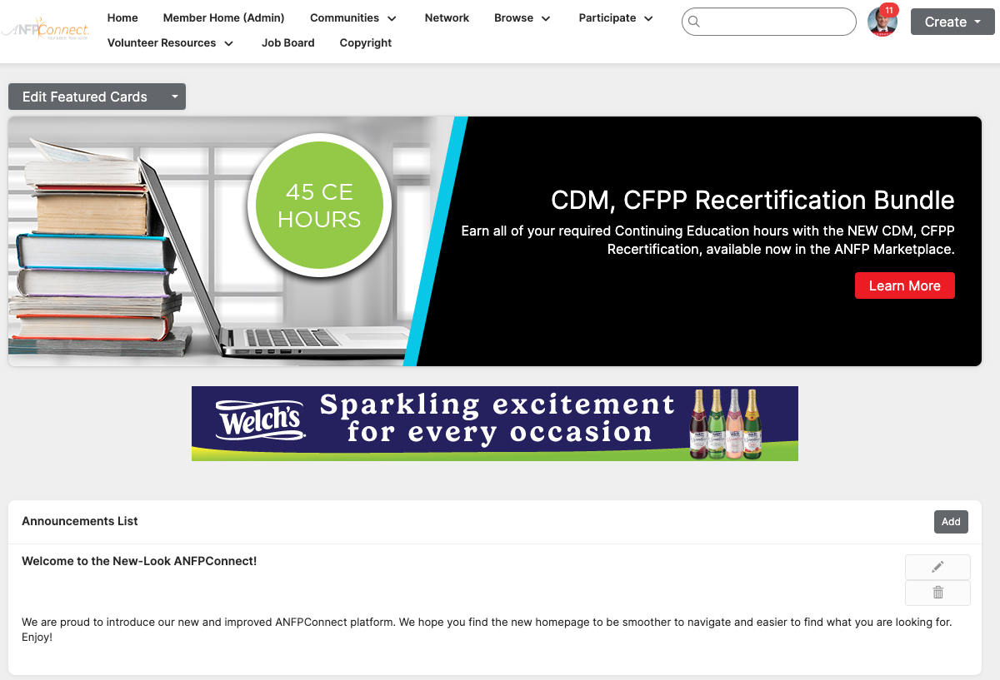 ANFPConnect.
Home
Member Home (Admin)
Communities
Network
Browse
Participate
11
Create
Volunteer Resources
Job Board
Copyright
Edit Featured Cards
45 CE
HOURS
CDM, CFPP Recertification Bundle
Earn all of your required Continuing Education hours with the NEW CDM, CFPP
Recertification, available now in the ANFP Marketplace.
Learn More
Welch's
Sparkling excitement
for every occasion
Announcements List
Add
Welcome to the New-Look ANFPConnect!
We are proud to introduce our new and improved ANFPConnect platform. We hope you find the new homepage to be smoother to navigate and easier to find what you are looking for.
Enjoy!